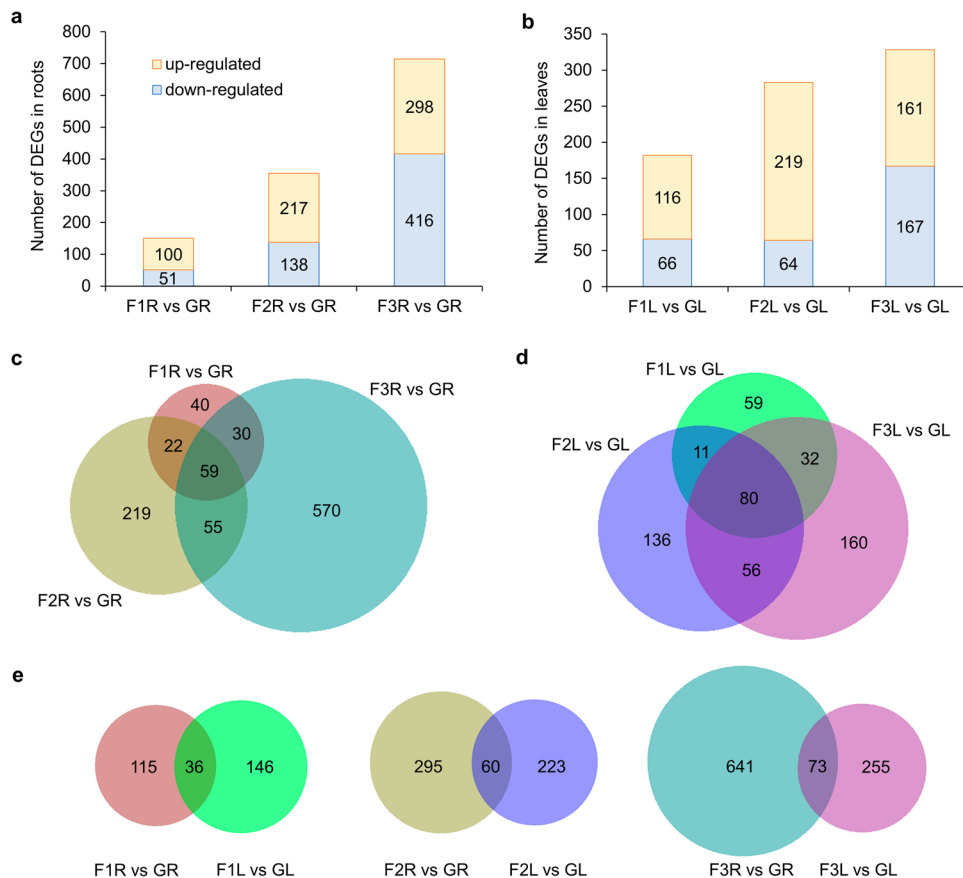 a
Number of DEGs in roots
800
700
600
500
400
300
200
100
0
up-regulated
down-regulated
100
51
217
138
298
416
F1R vs GR
F2R vs GR
F3R vs GR
b
Number of DEGs in leaves
350
300
250
200
150
100
50
0
116
66
219
64
161
167
F1L vs GL
F2L vs GL
F3L vs GL
c
F1R vs GR
F3R vs GR
40
22
30
59
219
55
570
F2R vs GR
d
F1L vs GL
F2L vs GL
F3L vs GL
59
11
32
80
136
160
56
e
115
36
146
F1R vs GR
F1L vs GL
295
60
223
F2R vs GR
F2L vs GL
641
73
255
F3R vs GR
F3L vs GL